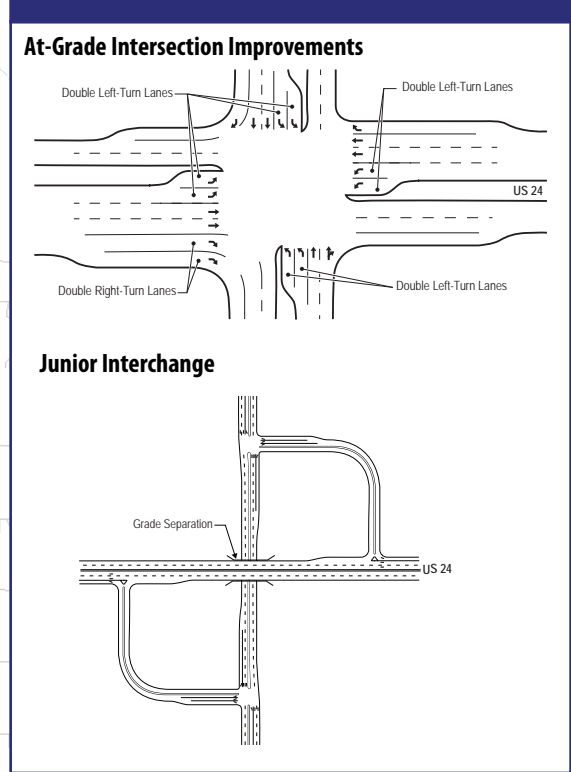 At-Grade Intersection Improvements
Double Left-Turn Lanes
Double Left-Turn Lanes
US 24
Double Right-Turn Lanes
Double Left-Turn Lanes
Junior Interchange
Grade Separation
US 24